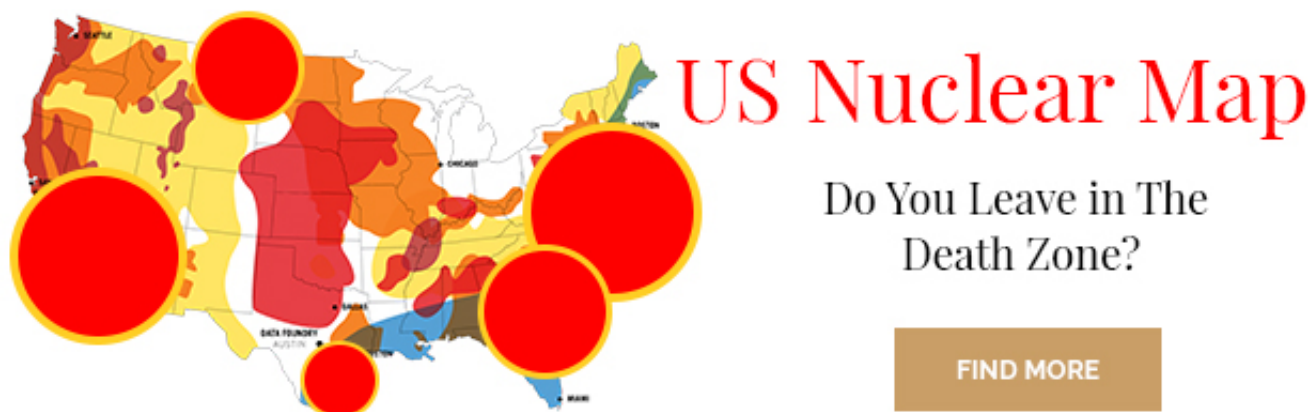 SEATTLE
US Nuclear Map
BOSTON
CHICAGO
Do You Leave in The
Death Zone?
DALLAS
DATA FOUNDRY
AUSTIN
FIND MORE
MIAMI